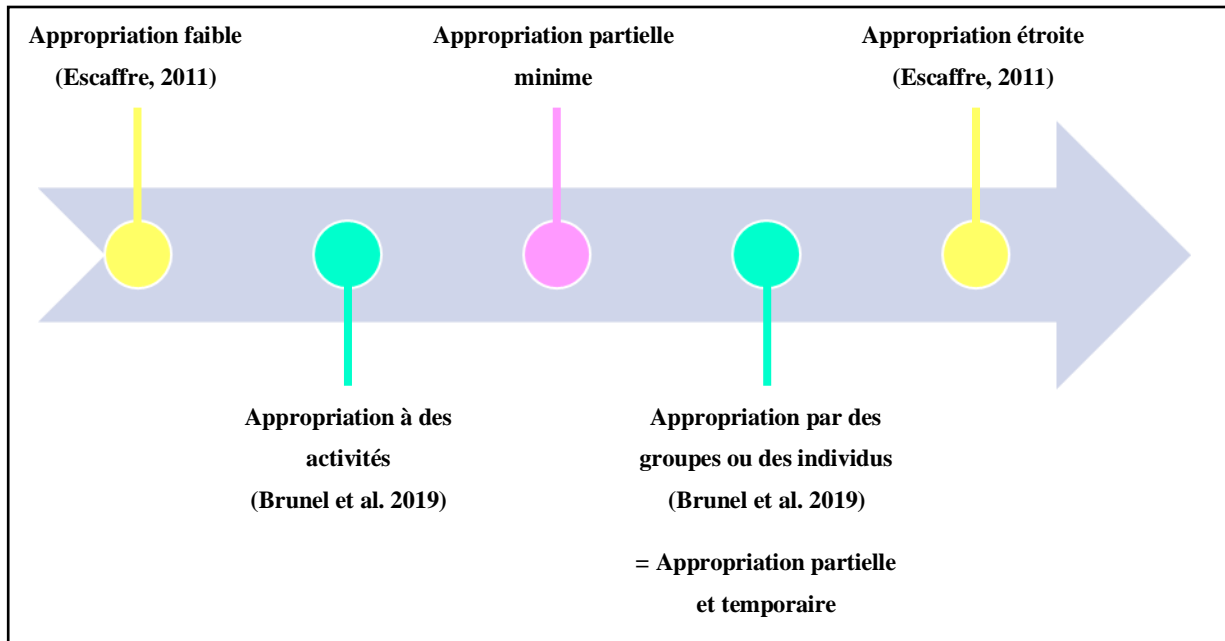 Appropriation faible
(Escaffre, 2011)
Appropriation partielle
minime
Appropriation étroite
(Escaffre, 2011)
Appropriation à des
activités
(Brunel et al. 2019)
Appropriation par des
groupes ou des individus
(Brunel et al. 2019)
= Appropriation partielle
et temporaire